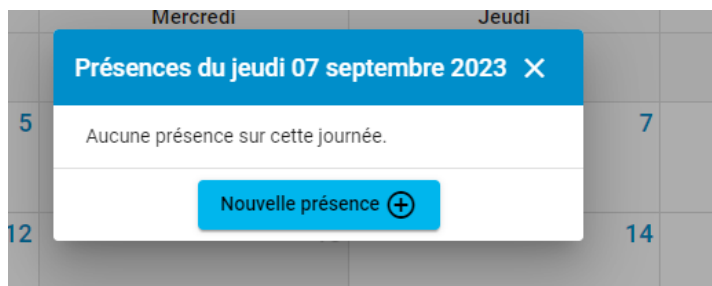 Mercredi Jeudi
Présences du jeudi 07 septembre 2023
5 7
Aucune présence sur cette journée.
Nouvelle présence
12 14